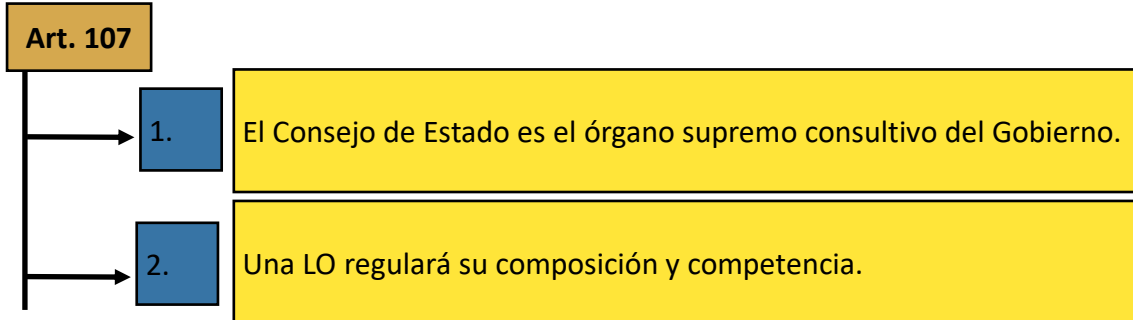 Art. 107
1.
El Consejo de Estado es el órgano supremo consultivo del Gobierno.
2.
Una LO regulará su composición y competencia.